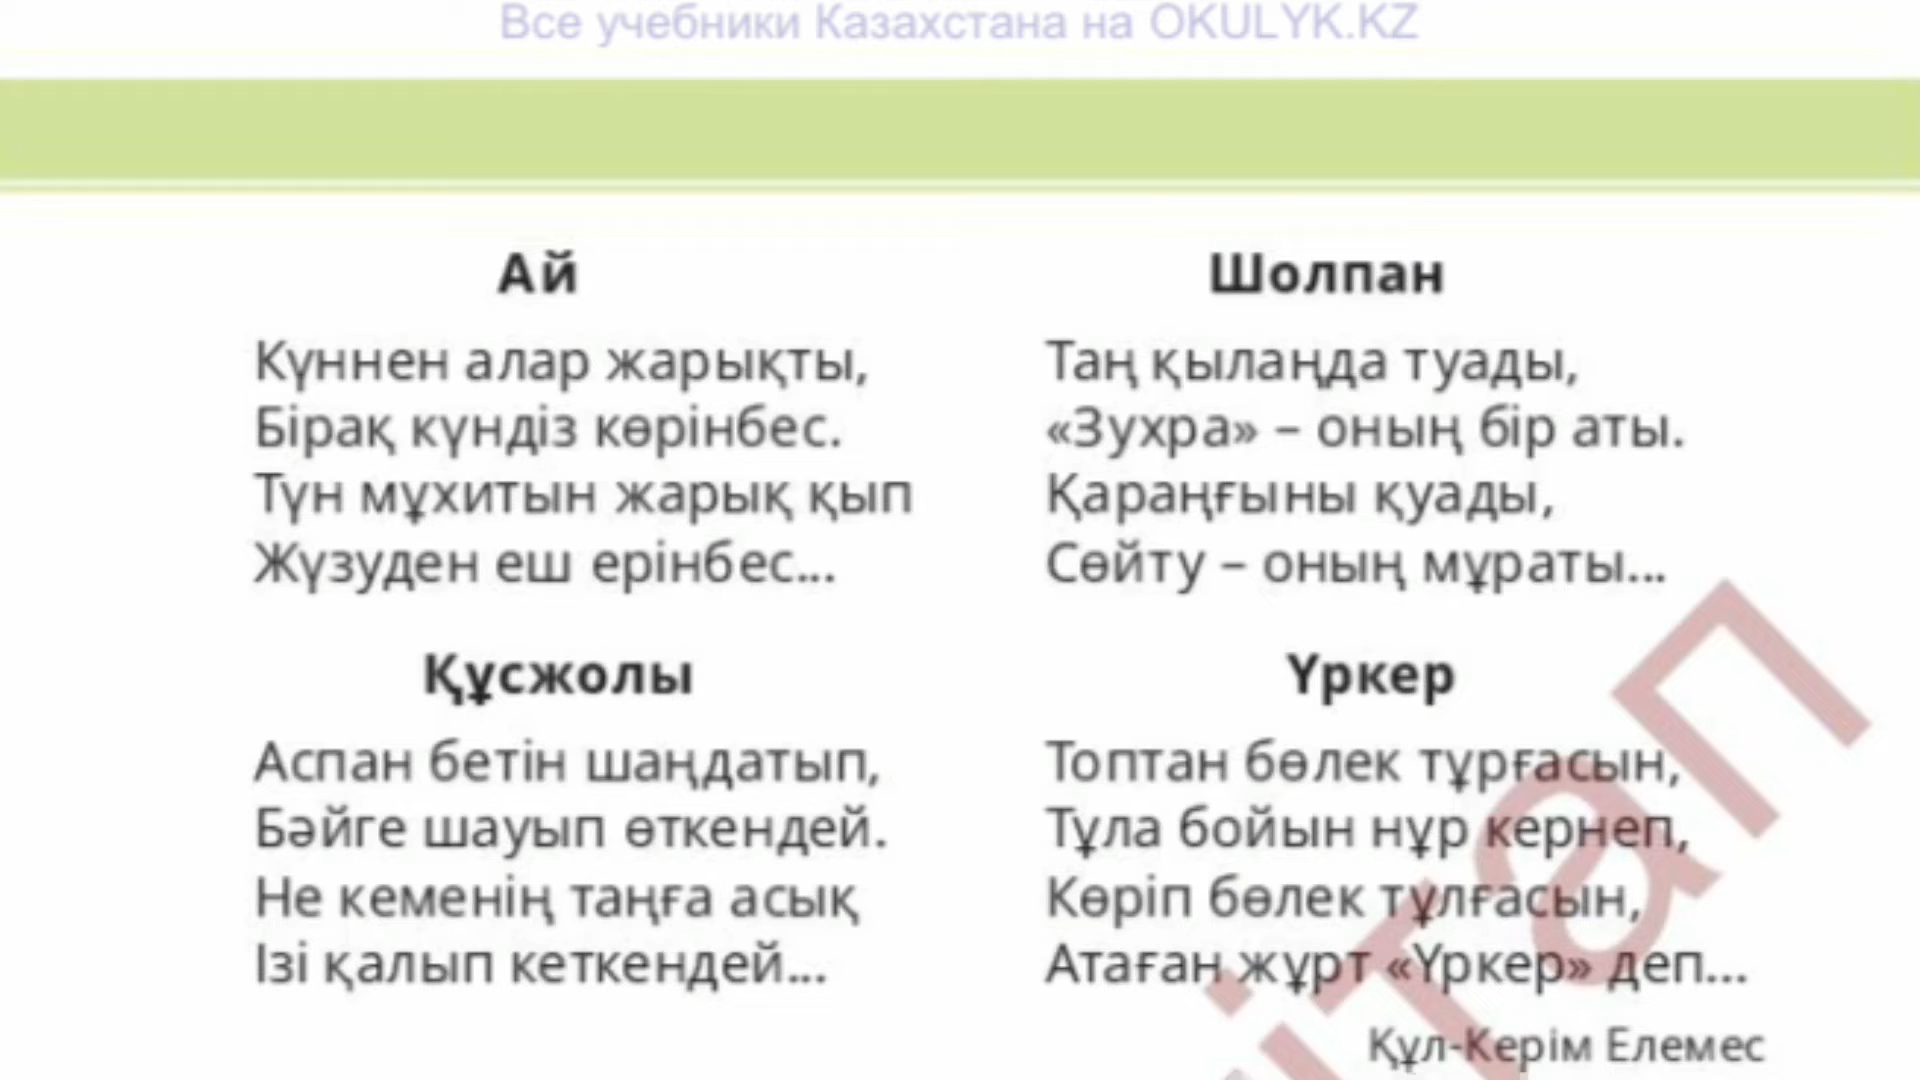 Все учебники Казахстана на OKULYK.KZ
Ай
Күннен алар жарықты,
Бірақ күндіз көрінбес.
Түн мұхитын жарық қып
Жүзуден еш ерінбес...
Шолпан
Таң қылаңда туады,
«Зухра» – оның бір аты.
Қараңғыны қуады,
Сөйту – оның мұраты...
Құсжолы
Аспан бетін шаңдатып,
Бәйге шауып өткендей.
Не кеменің таңға асық
Ізі қалып кеткендей...
Үркер
Топтан бөлек тұрғасын,
Тұла бойын нұр кернеп,
Көріп бөлек тұлғасын,
Атаған жұрт «Үркер» деп...
Құл-Керім Елемес